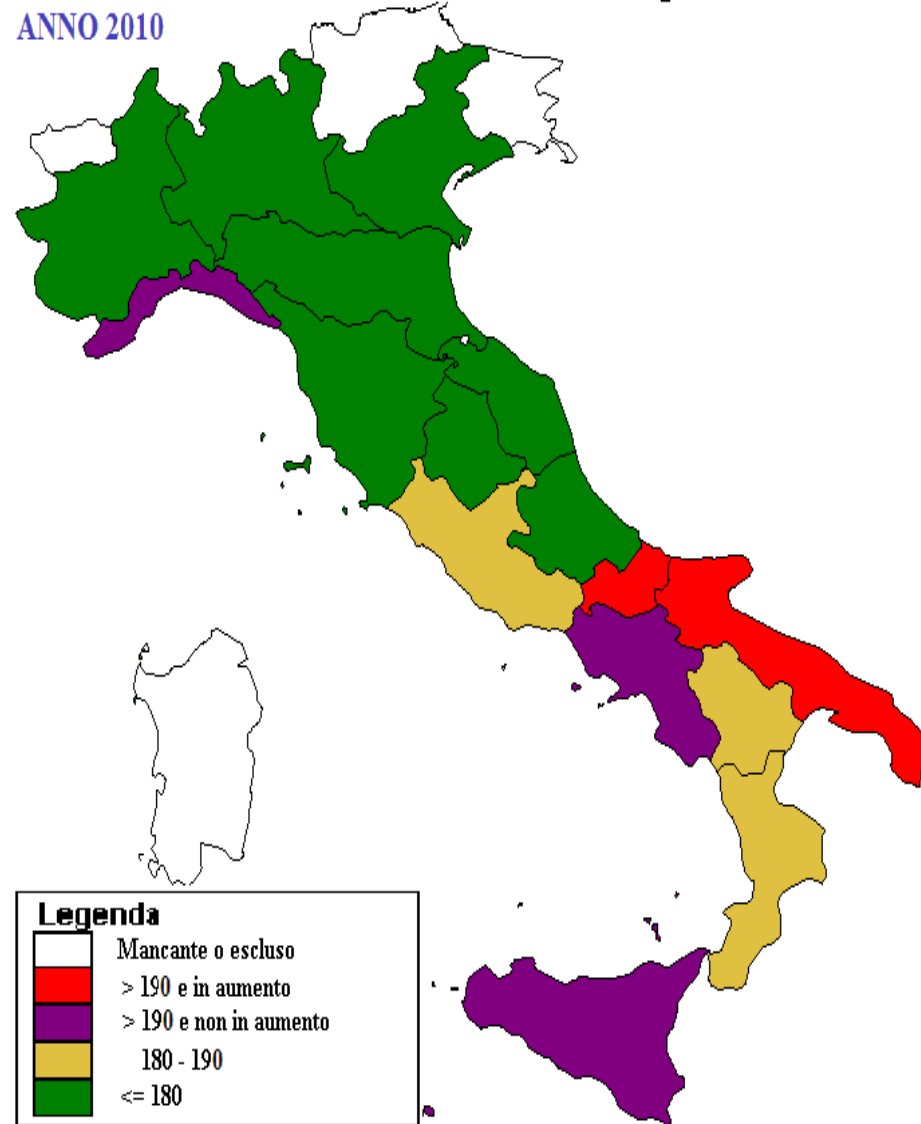 ANNO 2010
Legenda
Mancante o escluso
> 190 e in aumento
> 190 e non in aumento
180 - 190
<= 180